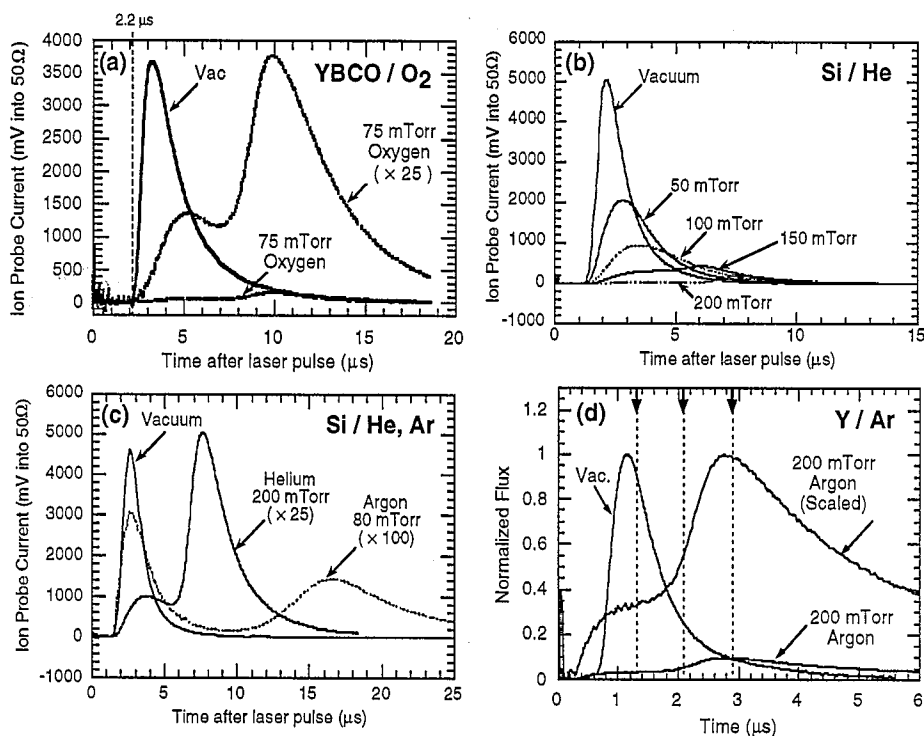 2.2 μs
(a)
YBCO / O2
Vac
75 mTorr
Oxygen
(× 25)
75 mTorr
Oxygen
Ion Probe Current (mV into 50Ω)
4000
3500
3000
2500
2000
1500
1000
500
0
0 5 10 15 20
Time after laser pulse (μs)
(b)
Si / He
Vacuum
50 mTorr
100 mTorr
150 mTorr
200 mTorr
Ion Probe Current (mV into 50Ω)
6000
5000
4000
3000
2000
1000
0
-1000
0 5 10 15
Time after laser pulse (μs)
(c)
Si / He, Ar
Vacuum
Helium
200 mTorr
(× 25)
Argon
80 mTorr
(× 100)
Ion Probe Current (mV into 50Ω)
6000
5000
4000
3000
2000
1000
0
-1000
0 5 10 15 20 25
Time after laser pulse (μs)
(d)
Y / Ar
Vac.
200 mTorr
Argon
(Scaled)
200 mTorr
Argon
Normalized Flux
1.2
1
0.8
0.6
0.4
0.2
0
0 1 2 3 4 5 6
Time (μs)